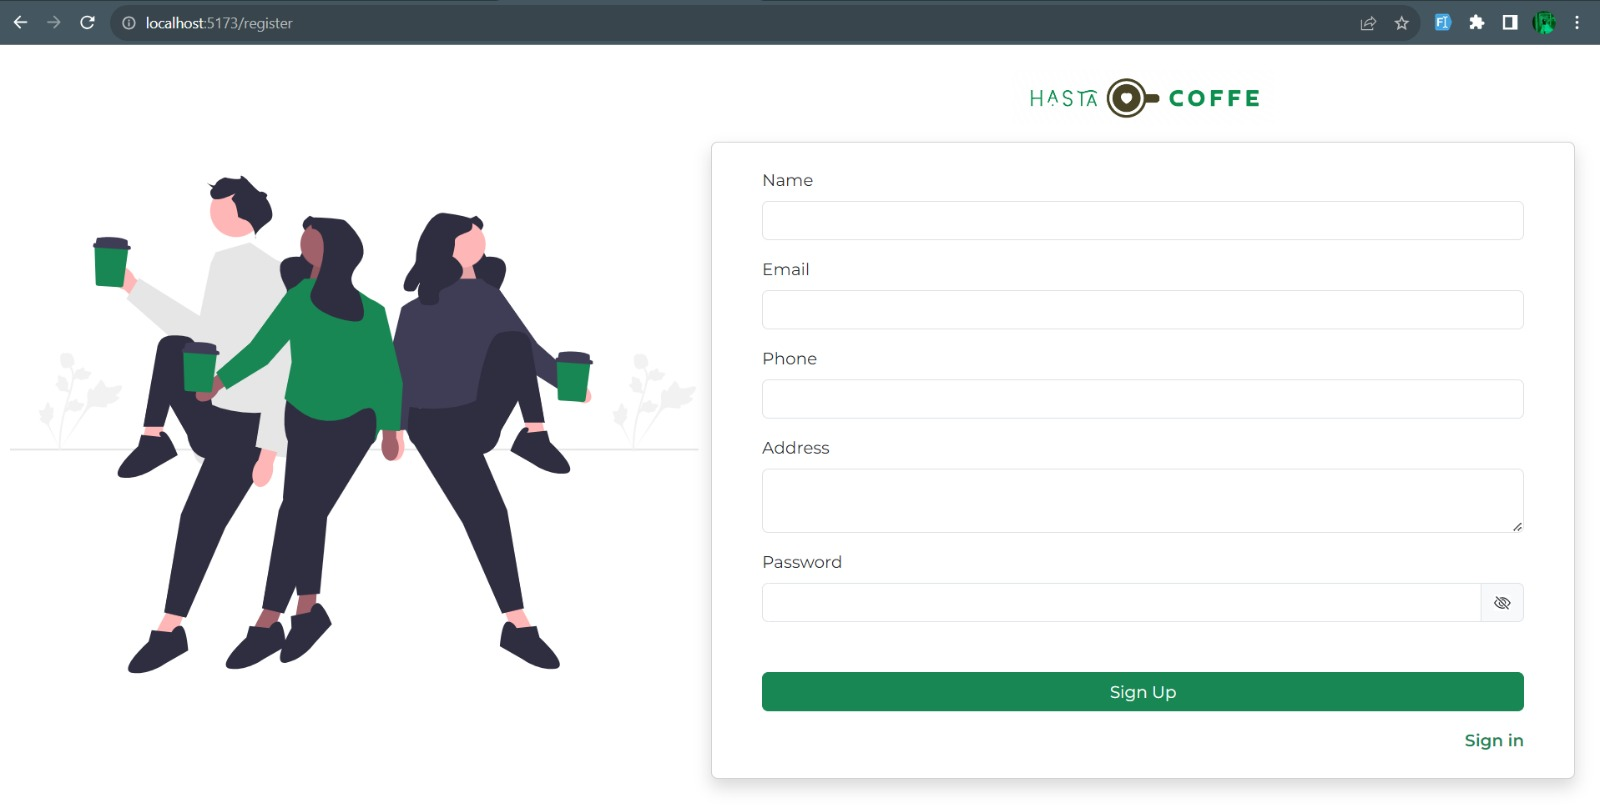 localhost:5173/register
HASTA COFFE
Name
Email
Phone
Address
Password
Sign Up
Sign in